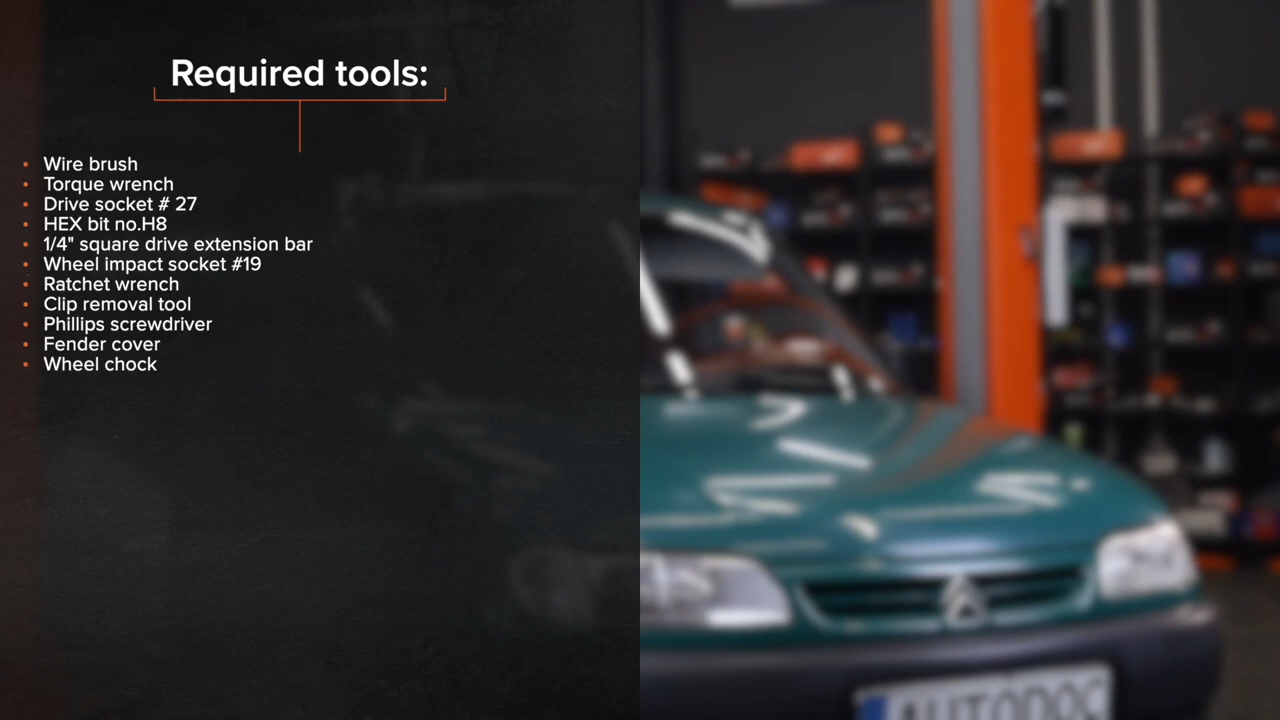 Required tools:
• Wire brush
• Torque wrench
• Drive socket # 27
• HEX bit no.H8
• 1/4" square drive extension bar
• Wheel impact socket #19
• Ratchet wrench
• Clip removal tool
• Phillips screwdriver
• Fender cover
• Wheel chock
AUTODOC